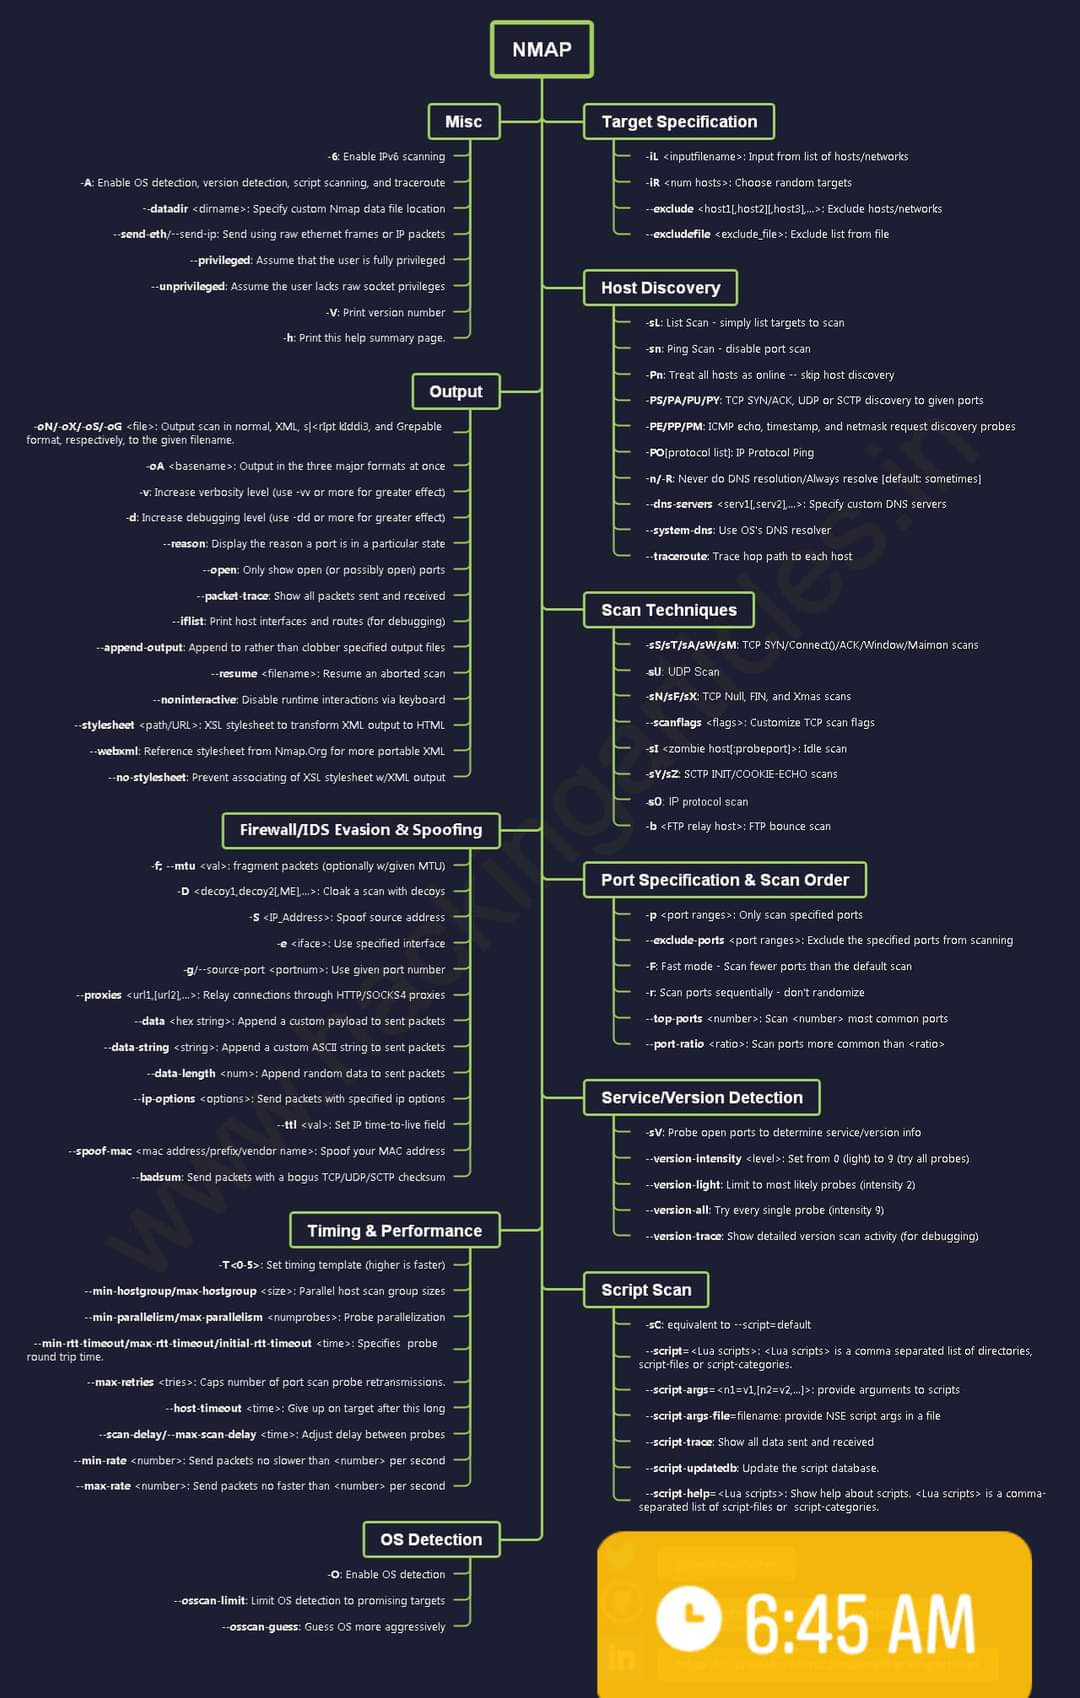 NMAP
Misc
-6: Enable IPv6 scanning
-A: Enable OS detection, version detection, script scanning, and traceroute
--datadir <dirname>: Specify custom Nmap data file location
--send-eth/--send-ip: Send using raw ethernet frames or IP packets
--privileged: Assume that the user is fully privileged
--unprivileged: Assume the user lacks raw socket privileges
-V: Print version number
-h: Print this help summary page.
Output
-oN/-oX/-oS/-oG <file>: Output scan in normal, XML, s|<rIpt kIddi3, and Grepable
format, respectively, to the given filename.
-oA <basename>: Output in the three major formats at once
-v: Increase verbosity level (use -vv or more for greater effect)
-d: Increase debugging level (use -dd or more for greater effect)
--reason: Display the reason a port is in a particular state
--open: Only show open (or possibly open) ports
--packet-trace: Show all packets sent and received
--iflist: Print host interfaces and routes (for debugging)
--append-output: Append to rather than clobber specified output files
--resume <filename>: Resume an aborted scan
--noninteractive: Disable runtime interactions via keyboard
--stylesheet <path/URL>: XSL stylesheet to transform XML output to HTML
--webxml: Reference stylesheet from Nmap.Org for more portable XML
--no-stylesheet: Prevent associating of XSL stylesheet w/XML output
Firewall/IDS Evasion & Spoofing
-f; --mtu <val>: fragment packets (optionally w/given MTU)
-D <decoy1,decoy2[,ME],...>: Cloak a scan with decoys
-S <IP_Address>: Spoof source address
-e <iface>: Use specified interface
-g/--source-port <portnum>: Use given port number
--proxies <url1,[url2],...>: Relay connections through HTTP/SOCKS4 proxies
--data <hex string>: Append a custom payload to sent packets
--data-string <string>: Append a custom ASCII string to sent packets
--data-length <num>: Append random data to sent packets
--ip-options <options>: Send packets with specified ip options
--ttl <val>: Set IP time-to-live field
--spoof-mac <mac address/prefix/vendor name>: Spoof your MAC address
--badsum: Send packets with a bogus TCP/UDP/SCTP checksum
Timing & Performance
-T<0-5>: Set timing template (higher is faster)
--min-hostgroup/max-hostgroup <size>: Parallel host scan group sizes
--min-parallelism/max-parallelism <numprobes>: Probe parallelization
--min-rtt-timeout/max-rtt-timeout/initial-rtt-timeout <time>: Specifies probe
round trip time.
--max-retries <tries>: Caps number of port scan probe retransmissions.
--host-timeout <time>: Give up on target after this long
--scan-delay/--max-scan-delay <time>: Adjust delay between probes
--min-rate <number>: Send packets no slower than <number> per second
--max-rate <number>: Send packets no faster than <number> per second
OS Detection
-O: Enable OS detection
--osscan-limit: Limit OS detection to promising targets
--osscan-guess: Guess OS more aggressively
Target Specification
-iL <inputfilename>: Input from list of hosts/networks
-iR <num hosts>: Choose random targets
--exclude <host1[,host2][,host3],...>: Exclude hosts/networks
--excludefile <exclude_file>: Exclude list from file
Host Discovery
-sL: List Scan - simply list targets to scan
-sn: Ping Scan - disable port scan
-Pn: Treat all hosts as online -- skip host discovery
-PS/PA/PU/PY: TCP SYN/ACK, UDP or SCTP discovery to given ports
-PE/PP/PM: ICMP echo, timestamp, and netmask request discovery probes
-PO[protocol list]: IP Protocol Ping
-n/-R: Never do DNS resolution/Always resolve [default: sometimes]
--dns-servers <serv1[,serv2],...>: Specify custom DNS servers
--system-dns: Use OS's DNS resolver
--traceroute: Trace hop path to each host
Scan Techniques
-sS/sT/sA/sW/sM: TCP SYN/Connect()/ACK/Window/Maimon scans
-sU: UDP Scan
-sN/sF/sX: TCP Null, FIN, and Xmas scans
--scanflags <flags>: Customize TCP scan flags
-sI <zombie host[:probeport]>: Idle scan
-sY/sZ: SCTP INIT/COOKIE-ECHO scans
-sO: IP protocol scan
-b <FTP relay host>: FTP bounce scan
Port Specification & Scan Order
-p <port ranges>: Only scan specified ports
--exclude-ports <port ranges>: Exclude the specified ports from scanning
-F: Fast mode - Scan fewer ports than the default scan
-r: Scan ports sequentially - don't randomize
--top-ports <number>: Scan <number> most common ports
--port-ratio <ratio>: Scan ports more common than <ratio>
Service/Version Detection
-sV: Probe open ports to determine service/version info
--version-intensity <level>: Set from 0 (light) to 9 (try all probes)
--version-light: Limit to most likely probes (intensity 2)
--version-all: Try every single probe (intensity 9)
--version-trace: Show detailed version scan activity (for debugging)
Script Scan
-sC: equivalent to --script=default
--script=<Lua scripts>: <Lua scripts> is a comma separated list of directories,
script-files or script-categories.
--script-args=<n1=v1,[n2=v2,...]>: provide arguments to scripts
--script-args-file=filename: provide NSE script args in a file
--script-trace: Show all data sent and received
--script-updatedb: Update the script database.
--script-help=<Lua scripts>: Show help about scripts. <Lua scripts> is a comma-
separated list of script-files or script-categories.
6:45 AM
in